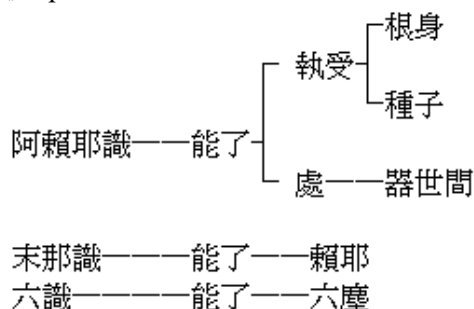 根身
執受
種子
阿賴耶識——能了
處——器世間
末那識———能了——賴耶
六識————能了——六塵